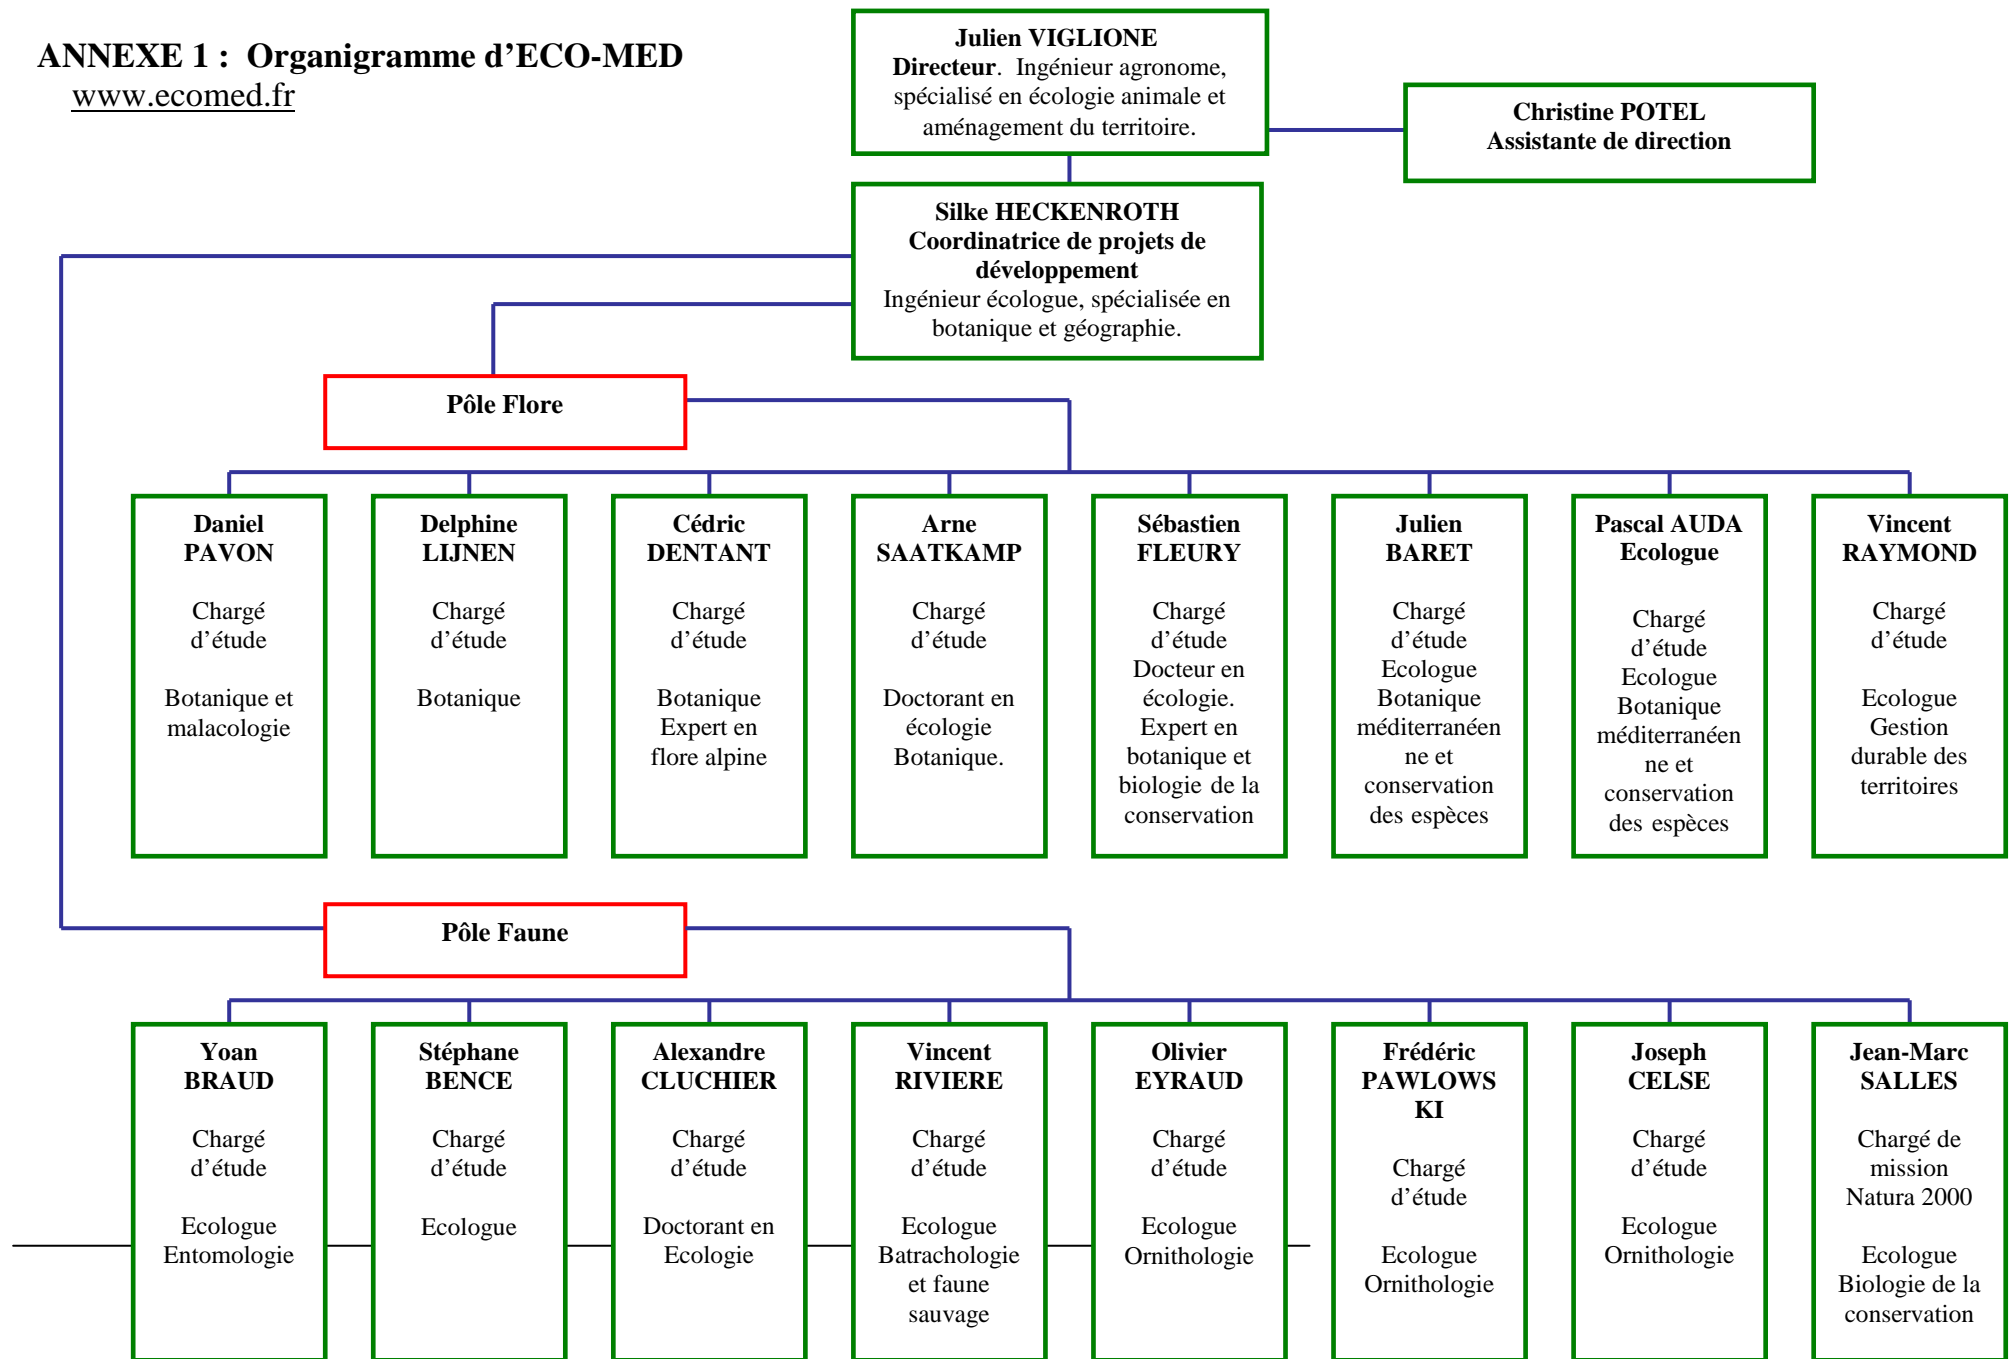 ANNEXE 1 : Organigramme d'ECO-MED
www.ecomed.fr
Julien VIGLIONE
Directeur. Ingénieur agronome,
spécialisé en écologie animale et
aménagement du territoire.
Christine POTEL
Assistante de direction
Silke HECKENROTH
Coordinatrice de projets de
développement
Ingénieur écologue, spécialisée en
botanique et géographie.
Pôle Flore
Daniel
PAVON
Chargé
d'étude
Botanique et
malacologie
Delphine
LIJNEN
Chargé
d'étude
Botanique
Cédric
DENTANT
Chargé
d'étude
Botanique
Expert en
flore alpine
Arne
SAATKAMP
Chargé
d'étude
Doctorant en
écologie
Botanique.
Sébastien
FLEURY
Chargé
d'étude
Docteur en
écologie.
Expert en
botanique et
biologie de la
conservation
Julien
BARET
Chargé
d'étude
Ecologue
Botanique
méditerranéen
ne et
conservation
des espèces
Pascal AUDA
Ecologue
Chargé
d'étude
Ecologue
Botanique
méditerranéen
ne et
conservation
des espèces
Vincent
RAYMOND
Chargé
d'étude
Ecologue
Gestion
durable des
territoires
Pôle Faune
Yoan
BRAUD
Chargé
d'étude
Ecologue
Entomologie
Stéphane
BENCE
Chargé
d'étude
Ecologue
Alexandre
CLUCHIER
Chargé
d'étude
Doctorant en
Ecologie
Vincent
RIVIERE
Chargé
d'étude
Ecologue
Batrachologie
et faune
sauvage
Olivier
EYRAUD
Chargé
d'étude
Ecologue
Ornithologie
Frédéric
PAWLOWS
KI
Chargé
d'étude
Ecologue
Ornithologie
Joseph
CELSE
Chargé
d'étude
Ecologue
Ornithologie
Jean-Marc
SALLES
Chargé de
mission
Natura 2000
Ecologue
Biologie de la
conservation